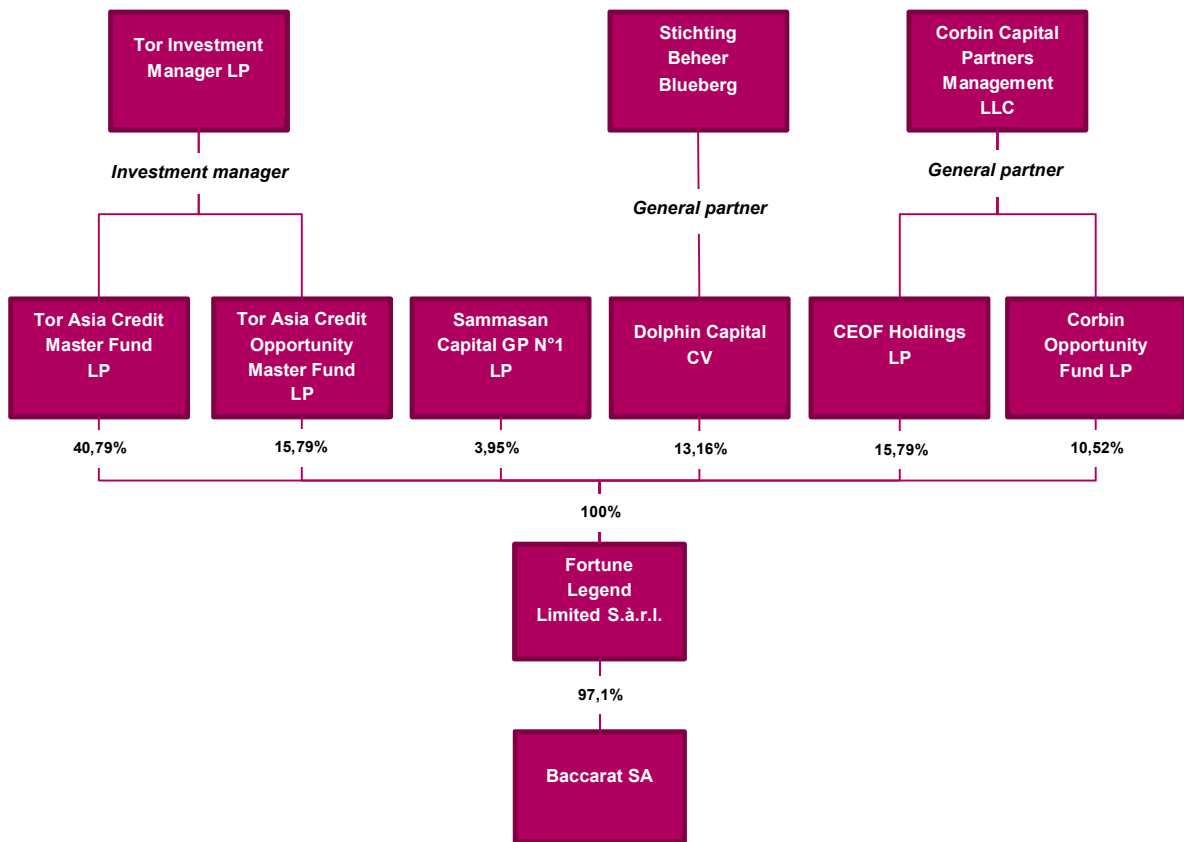 Tor Investment
Manager LP
Stichting
Beheer
Blueberg
Corbin Capital
Partners
Management
LLC
Investment manager
General partner
General partner
Tor Asia Credit
Master Fund
LP
Tor Asia Credit
Opportunity
Master Fund
LP
Sammasan
Capital GP N°1
LP
Dolphin Capital
CV
CEOF Holdings
LP
Corbin
Opportunity
Fund LP
40,79%
15,79%
3,95%
13,16%
15,79%
10,52%
100%
Fortune
Legend
Limited S.à.r.l.
97,1%
Baccarat SA